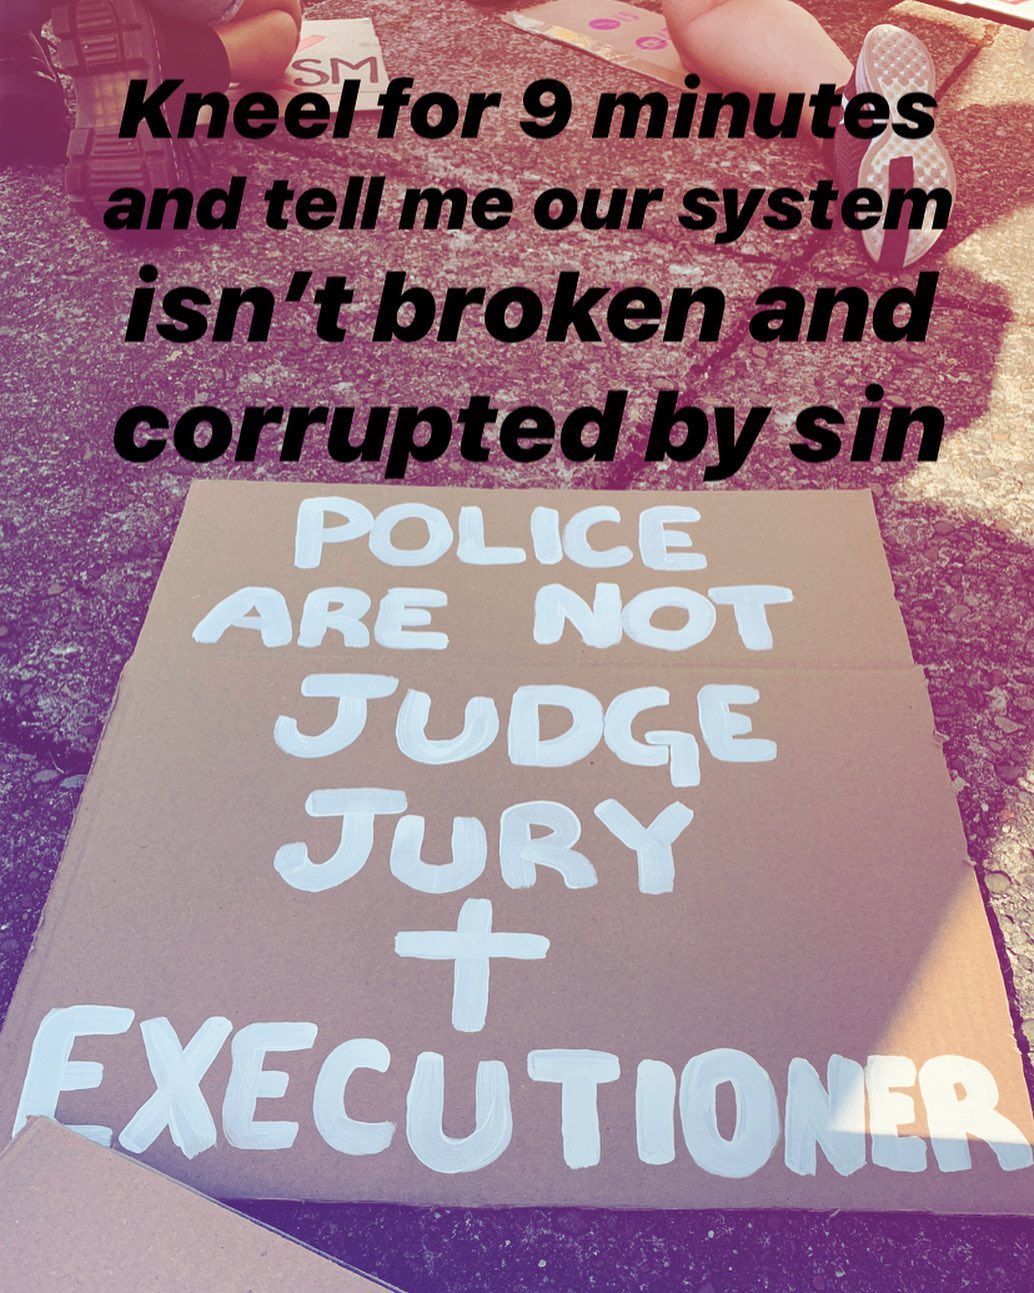 SM
Kneel for 9 minutes
and tell me our system
isn't broken and
corrupted by sin
POLICE
ARE NOT
JUDGE
JURY
+
EXECUTIONER